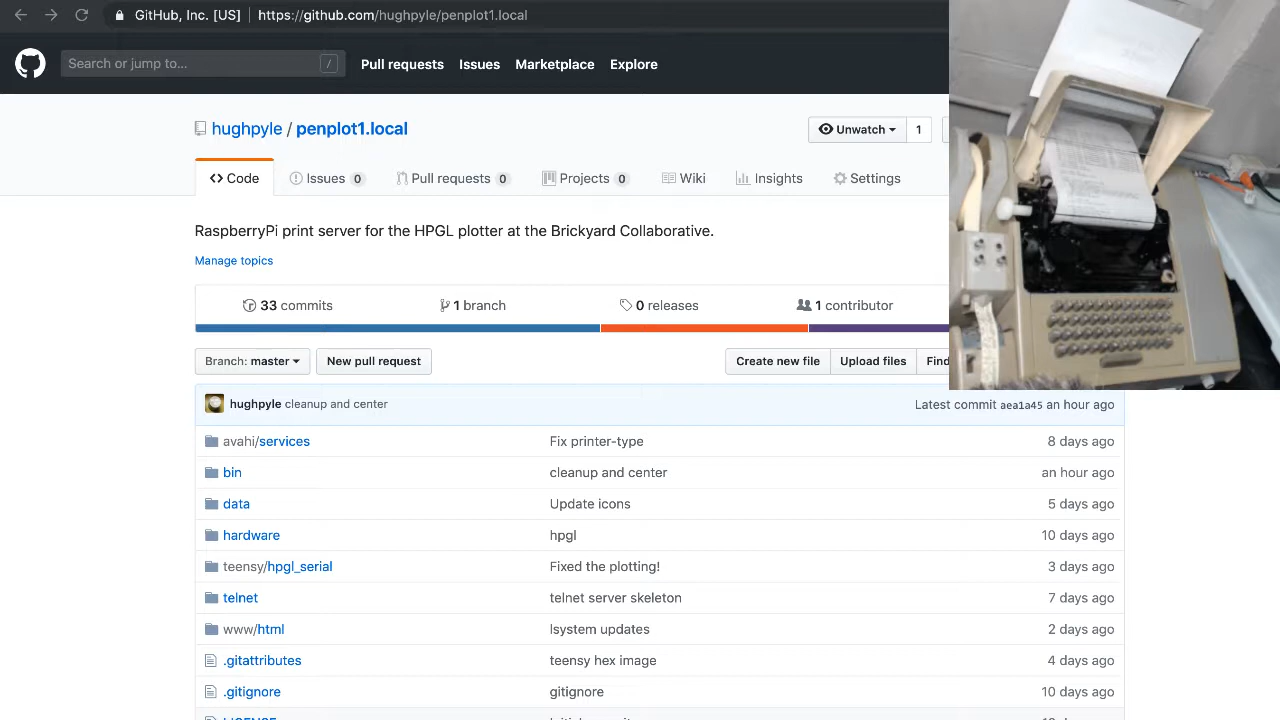 GitHub, Inc. [US] https://github.com/hughpyle/penplot1.local
Search or jump to... /
Pull requests Issues Marketplace Explore
hughpyle / penplot1.local
Unwatch 1
Code Issues 0 Pull requests 0 Projects 0 Wiki Insights Settings
RaspberryPi print server for the HPGL plotter at the Brickyard Collaborative.
Manage topics
33 commits 1 branch 0 releases 1 contributor
Branch: master New pull request Create new file Upload files Find
hughpyle cleanup and center Latest commit aea1a45 an hour ago
avahi/services Fix printer-type 8 days ago
bin cleanup and center an hour ago
data Update icons 5 days ago
hardware hpgl 10 days ago
teensy/hpgl_serial Fixed the plotting! 3 days ago
telnet telnet server skeleton 7 days ago
www/html lsystem updates 2 days ago
.gitattributes teensy hex image 4 days ago
.gitignore gitignore 10 days ago